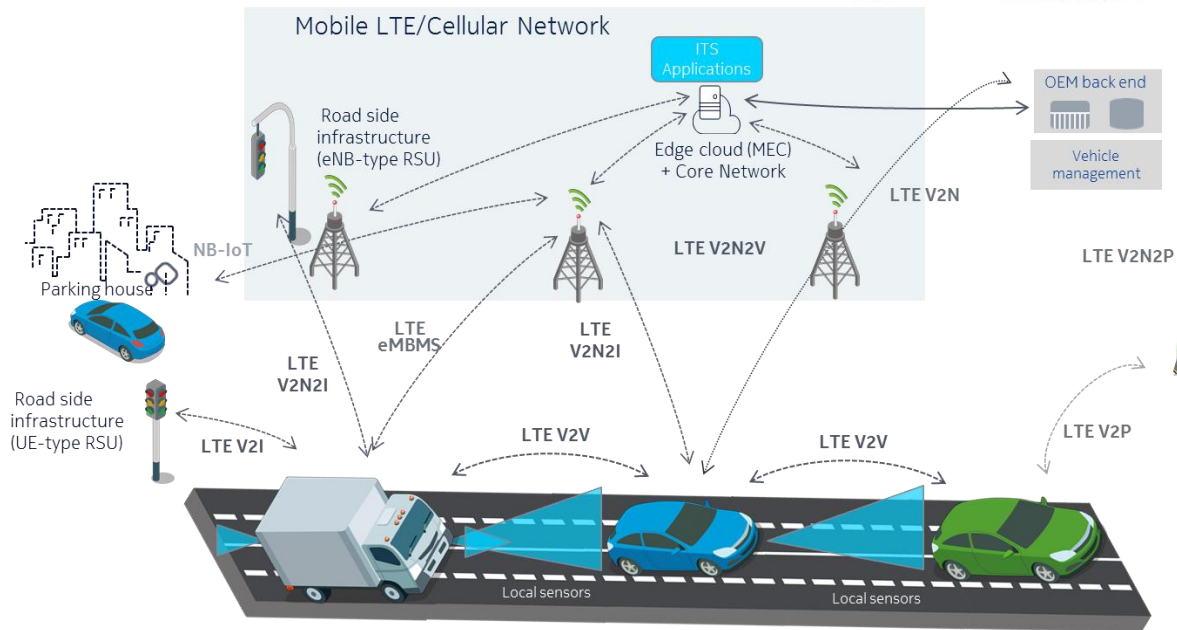 Mobile LTE/Cellular Network
ITS
Applications
OEM back end
Road side
infrastructure
(eNB-type RSU)
Edge cloud (MEC)
+ Core Network
Vehicle
management
LTE V2N
NB-IoT
LTE V2N2V
LTE V2N2P
Parking house
LTE
eMBMS
LTE
V2N2I
LTE
V2N2I
Road side
infrastructure
(UE-type RSU)
LTE V2I
LTE V2V
LTE V2V
LTE V2P
Local sensors
Local sensors